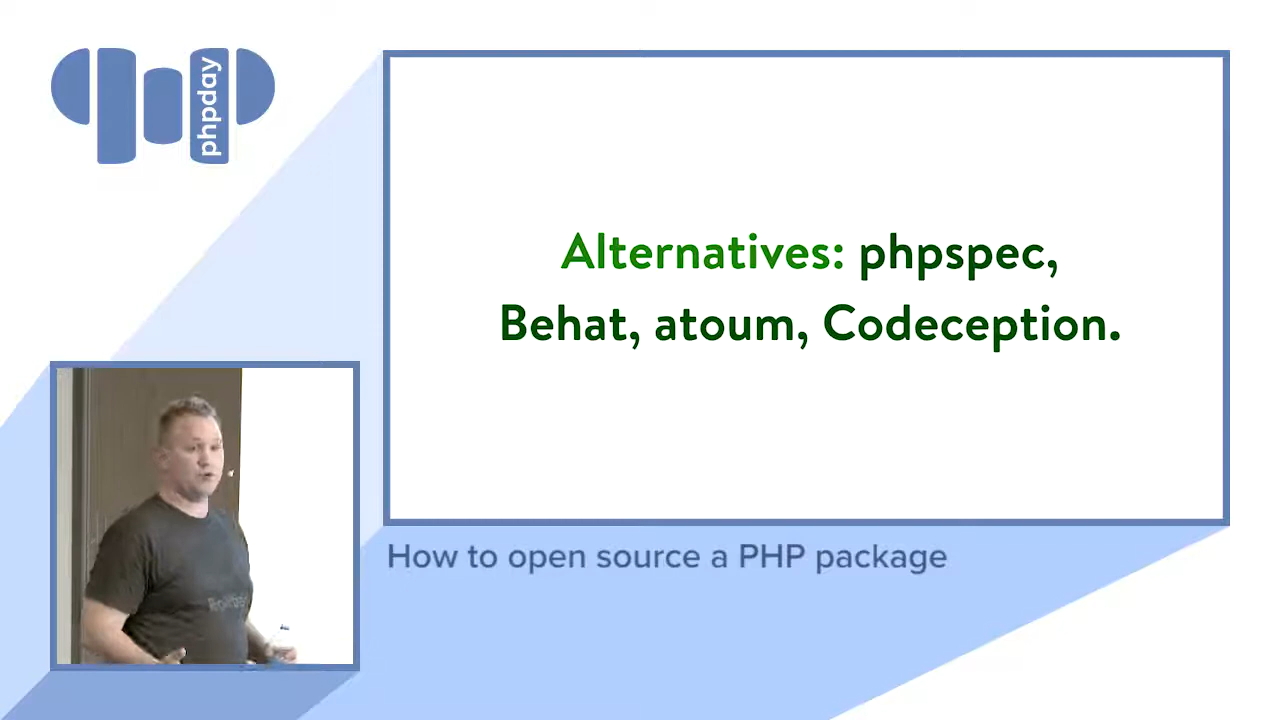 phpday
Alternatives: phpspec,
Behat, atoum, Codeception.
How to open source a PHP package